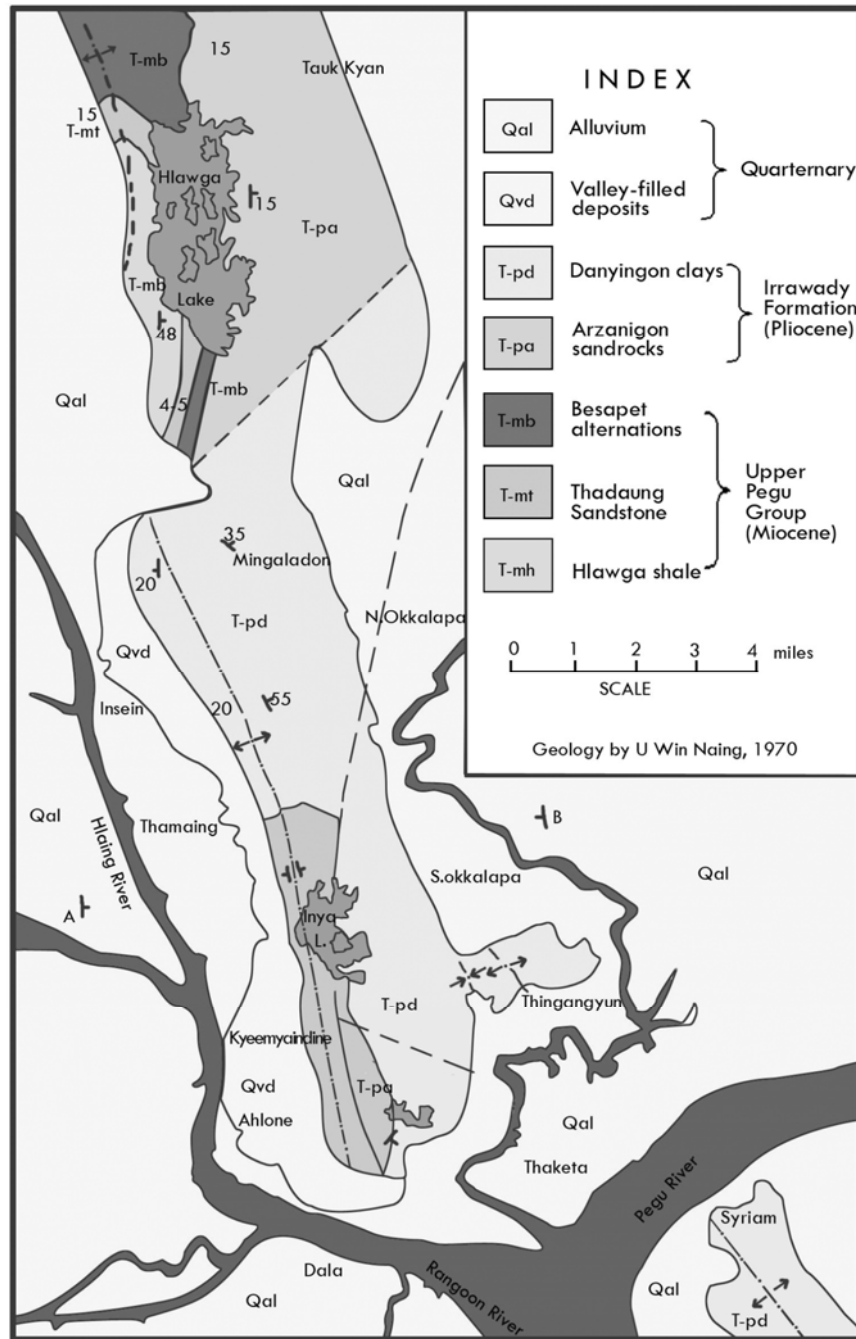 T-mb
15
Tauk Kyan
15
T-mt
Hlawga
15
T-pa
T-mb
Lake
48
T-mb
4-5
Qal
Qal
35
Mingaladon
20
T-pd
N.Okkalapa
Qvd
Insein
20
55
Qal
Thamaing
Hlaing River
A
B
S.okkalapa
Qal
Inya
L.
T-pd
Thingangyun
Kyeemyaindine
Qvd
T-pa
Ahlone
Qal
Thaketa
Pegu River
Syriam
Dala
Rangoon River
Qal
Qal
T-pd
INDEX
Qal Alluvium
Quarternary
Qvd Valley-filled
deposits
T-pd Danyingon clays
Irrawady
Formation
(Pliocene)
T-pa Arzanigon
sandrocks
T-mb Besapet
alternations
Upper
Pegu
Group
(Miocene)
T-mt Thadaung
Sandstone
T-mh Hlawga shale
0 1 2 3 4 miles
SCALE
Geology by U Win Naing, 1970